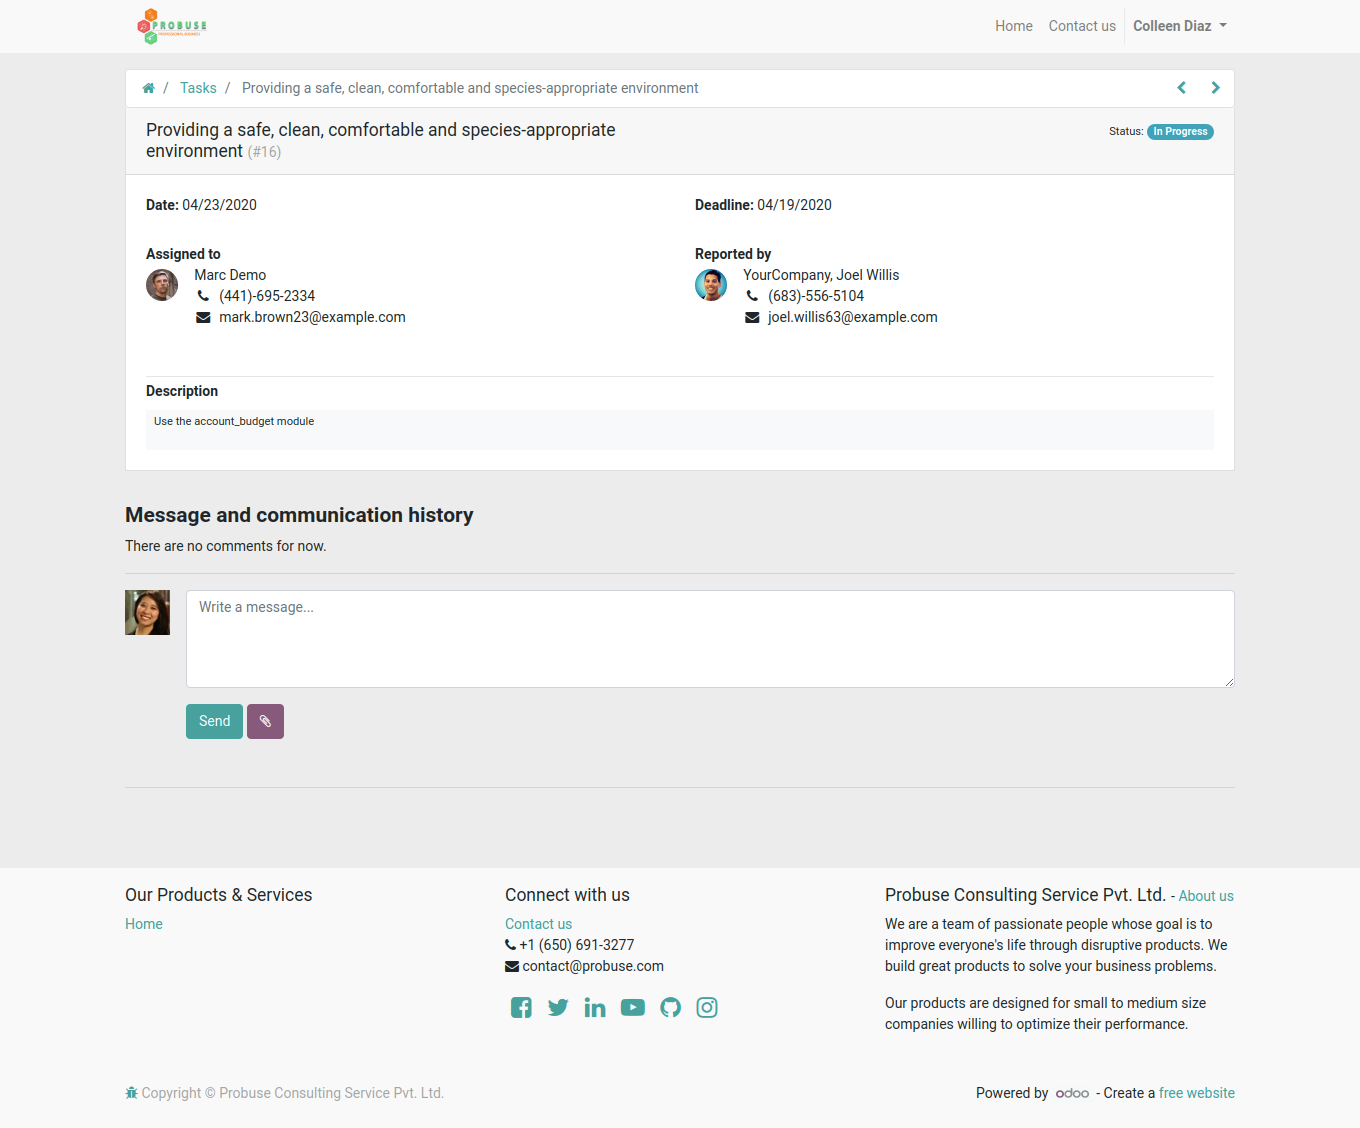 PROBUSE
Home Contact us Colleen Diaz
/ Tasks / Providing a safe, clean, comfortable and species-appropriate environment
Providing a safe, clean, comfortable and species-appropriate
environment (#16)
Status: In Progress
Date: 04/23/2020
Deadline: 04/19/2020
Assigned to
Marc Demo
(441)-695-2334
mark.brown23@example.com
Reported by
YourCompany, Joel Willis
(683)-556-5104
joel.willis63@example.com
Description
Use the account_budget module
Message and communication history
There are no comments for now.
Write a message...
Send
Our Products & Services
Home
Connect with us
Contact us
+1 (650) 691-3277
contact@probuse.com
Probuse Consulting Service Pvt. Ltd. - About us
We are a team of passionate people whose goal is to
improve everyone's life through disruptive products. We
build great products to solve your business problems.
Our products are designed for small to medium size
companies willing to optimize their performance.
Copyright © Probuse Consulting Service Pvt. Ltd.
Powered by odoo - Create a free website